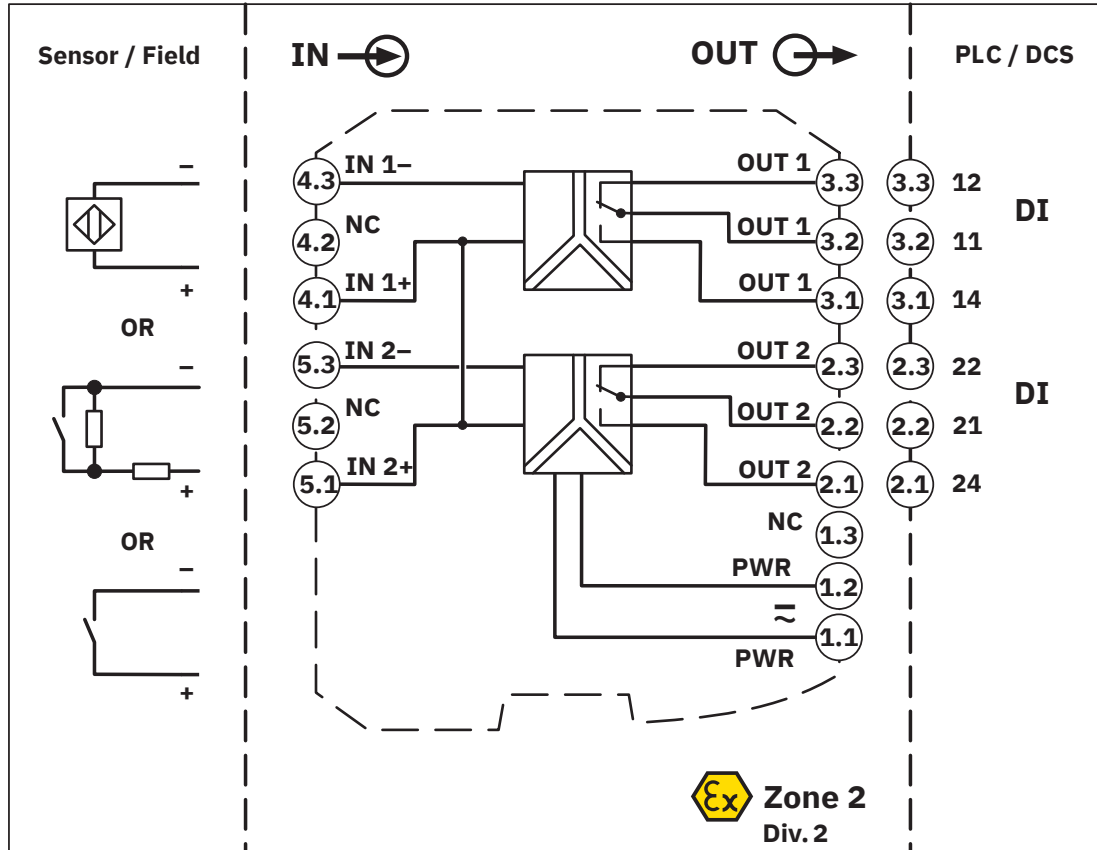 Sensor / Field
IN
OUT
PLC / DCS
–
+
OR
–
+
OR
–
+
4.3 IN 1–
4.2 NC
4.1 IN 1+
5.3 IN 2–
5.2 NC
5.1 IN 2+
OUT 1 3.3
OUT 1 3.2
OUT 1 3.1
OUT 2 2.3
OUT 2 2.2
OUT 2 2.1
NC 1.3
PWR 1.2
1.1
PWR
3.3 12
DI
3.2 11
3.1 14
2.3 22
DI
2.2 21
2.1 24
Ex Zone 2
Div. 2